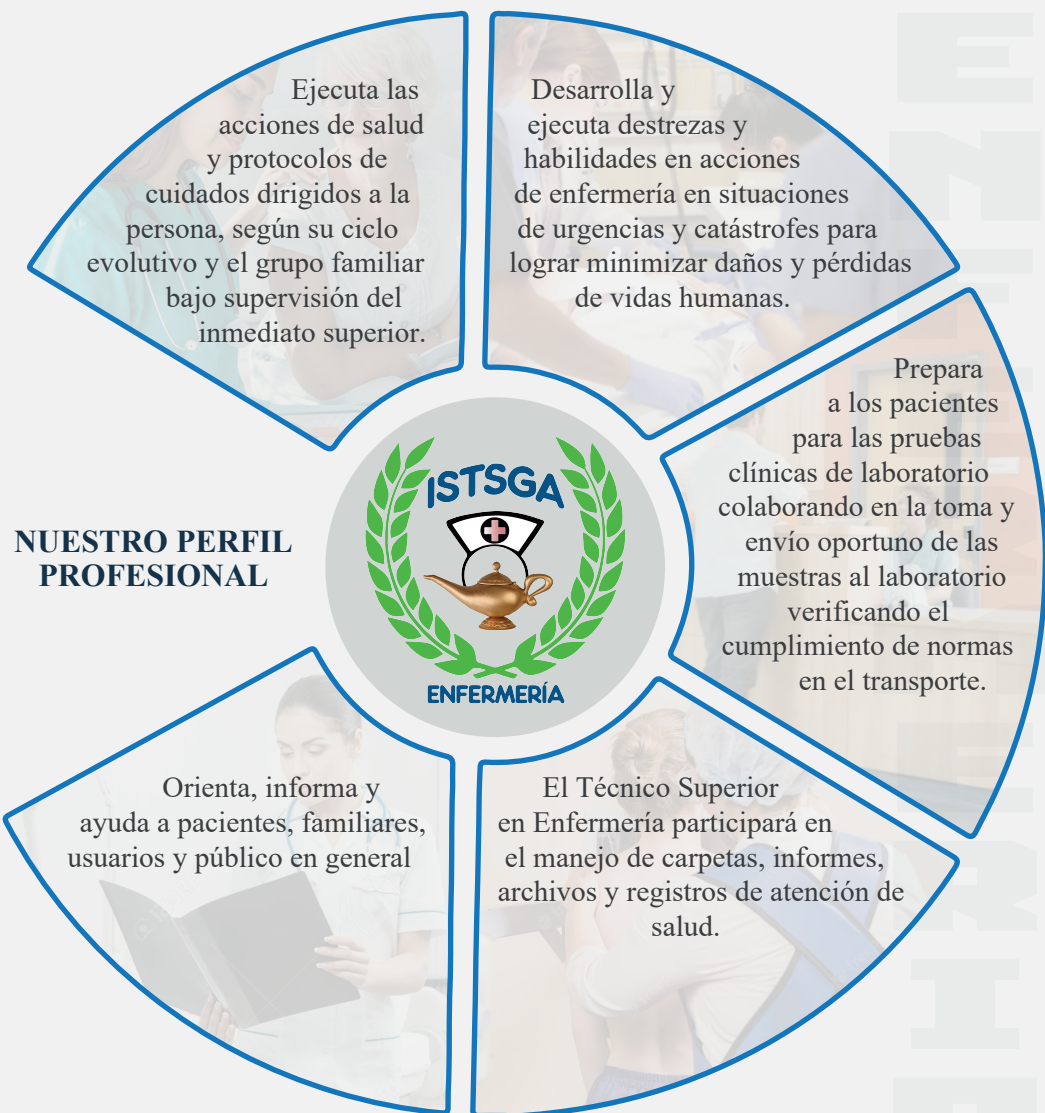 Ejecuta las
acciones de salud
y protocolos de
cuidados dirigidos a la
persona, según su ciclo
evolutivo y el grupo familiar
bajo supervisión del
inmediato superior.
Desarrolla y
ejecuta destrezas y
habilidades en acciones
de enfermería en situaciones
de urgencias y catástrofes para
lograr minimizar daños y pérdidas
de vidas humanas.
Prepara
a los pacientes
para las pruebas
clínicas de laboratorio
colaborando en la toma y
envío oportuno de las
muestras al laboratorio
verificando el
cumplimiento de normas
en el transporte.
NUESTRO PERFIL
PROFESIONAL
ISTSGA
ENFERMERÍA
Orienta, informa y
ayuda a pacientes, familiares,
usuarios y público en general
El Técnico Superior
en Enfermería participará en
el manejo de carpetas, informes,
archivos y registros de atención de
salud.